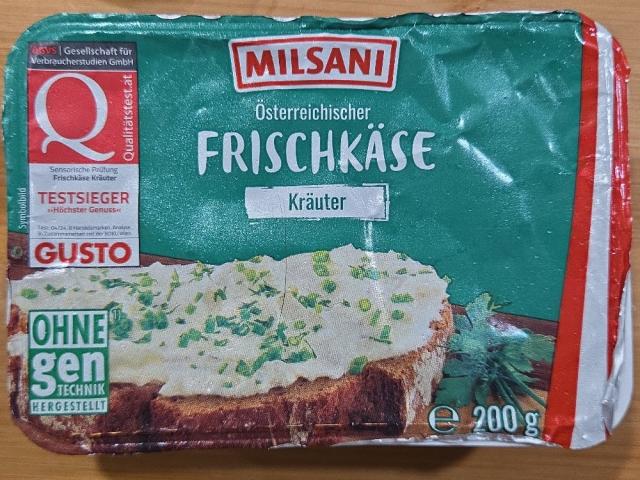 ÖGVS | Gesellschaft für
Verbraucherstudien GmbH
Q
Qualitätstest.at
Sensorische Prüfung
Frischkäse Kräuter
TESTSIEGER
»Höchster Genuss«
GUSTO
Symbolbild
MILSANI
Österreichischer
FRISCHKÄSE
Kräuter
OHNE
gen
TECHNIK
HERGESTELLT
e 200 g